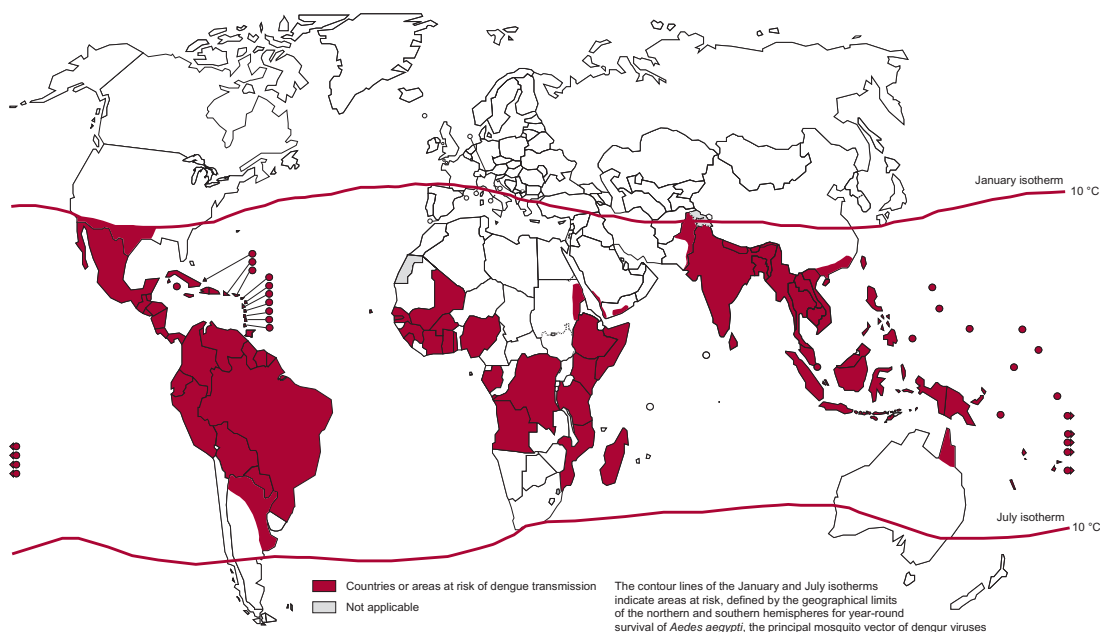 January isotherm
10 °C
July isotherm
10 °C
Countries or areas at risk of dengue transmission
Not applicable
The contour lines of the January and July isotherms
indicate areas at risk, defined by the geographical limits
of the northern and southern hemispheres for year-round
survival of Aedes aegypti, the principal mosquito vector of dengur viruses